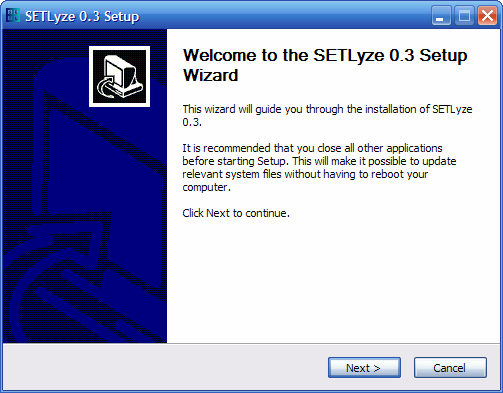 SETLyze 0.3 Setup
Welcome to the SETLyze 0.3 Setup
Wizard
This wizard will guide you through the installation of SETLyze
0.3.
It is recommended that you close all other applications
before starting Setup. This will make it possible to update
relevant system files without having to reboot your
computer.
Click Next to continue.
Next >
Cancel